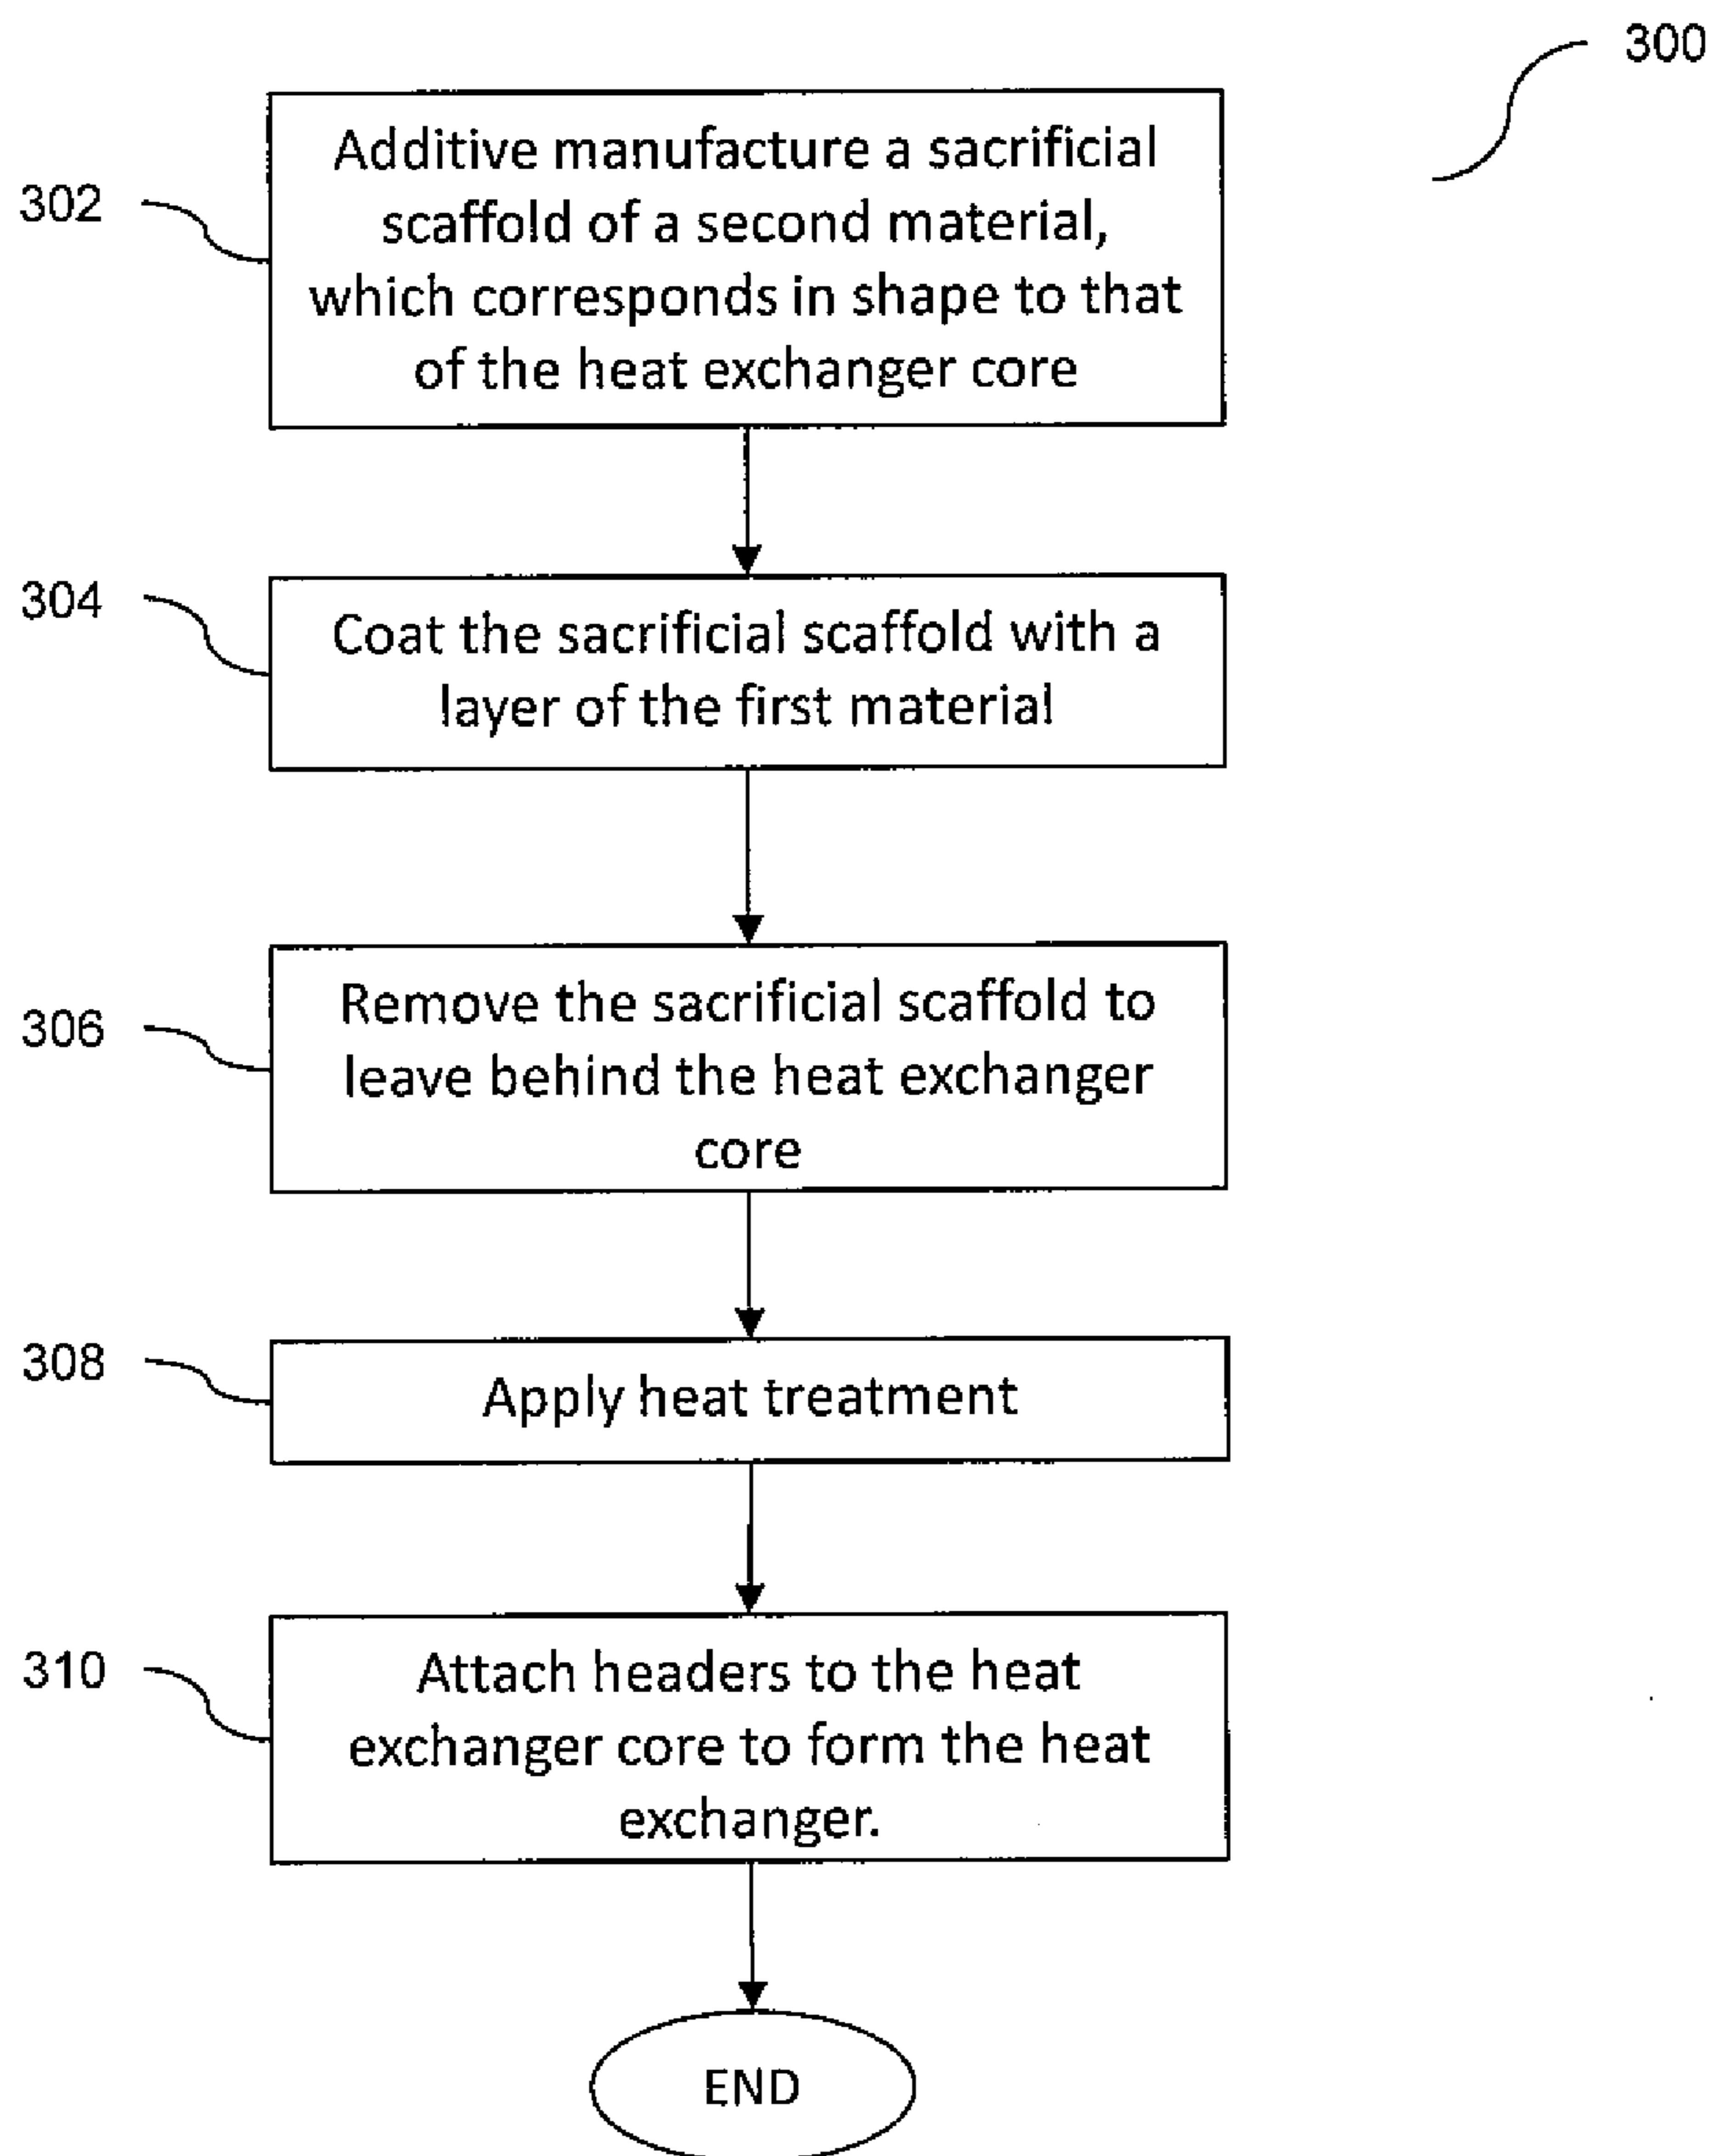 300
302
Additive manufacture a sacrificial
scaffold of a second material,
which corresponds in shape to that
of the heat exchanger core
304
Coat the sacrificial scaffold with a
layer of the first material
306
Remove the sacrificial scaffold to
leave behind the heat exchanger
core
308
Apply heat treatment
310
Attach headers to the heat
exchanger core to form the heat
exchanger.
END